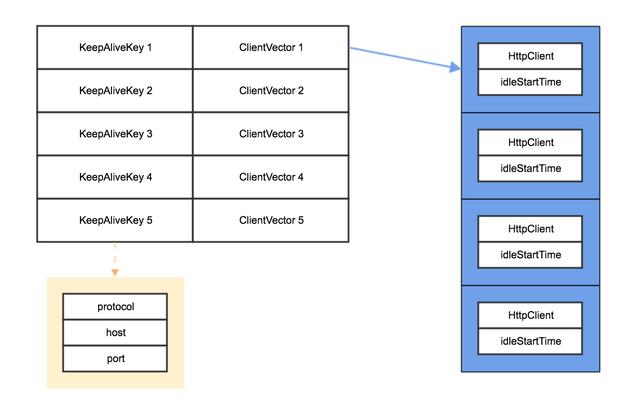 KeepAliveKey 1
ClientVector 1
KeepAliveKey 2
ClientVector 2
KeepAliveKey 3
ClientVector 3
KeepAliveKey 4
ClientVector 4
KeepAliveKey 5
ClientVector 5
protocol
host
port
HttpClient
idleStartTime
HttpClient
idleStartTime
HttpClient
idleStartTime
HttpClient
idleStartTime